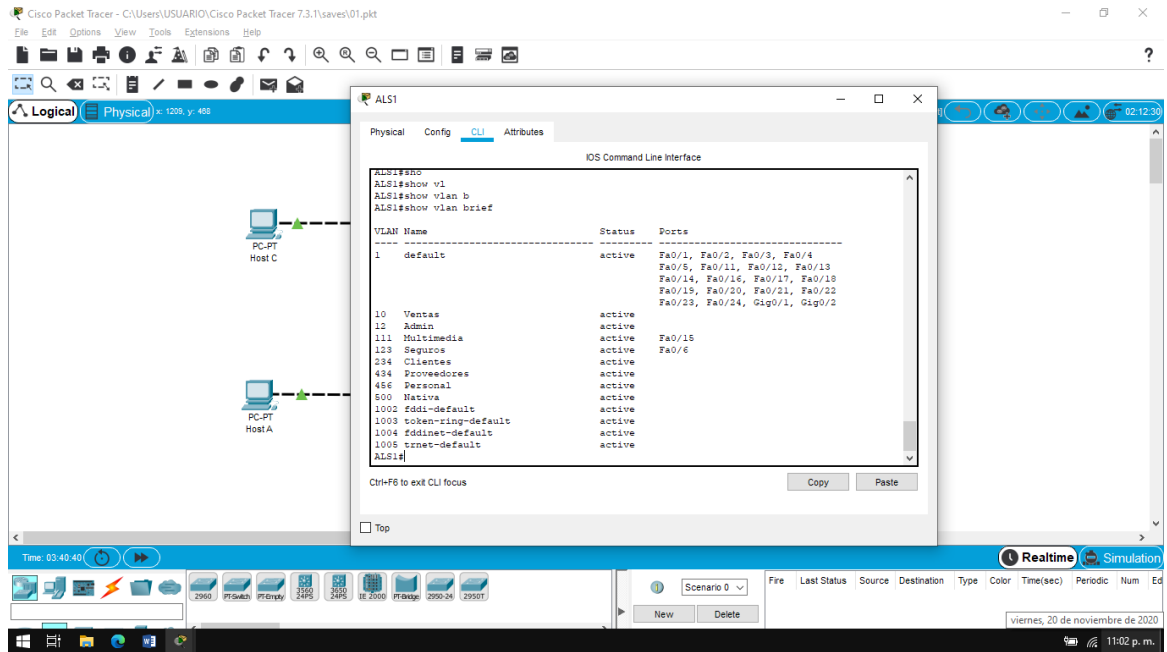 Cisco Packet Tracer - C:\Users\USUARIO\Cisco Packet Tracer 7.3.1\saves\01.pkt
File Edit Options View Tools Extensions Help
?
Logical Physical x: 1209, y: 468
02:12:30
PC-PT
Host C
PC-PT
Host A
ALS1
Physical Config CLI Attributes
IOS Command Line Interface
ALS1#sho
ALS1#show vl
ALS1#show vlan b
ALS1#show vlan brief
VLAN Name Status Ports
---- -------------------------------- --------- -------------------------------
1 default active Fa0/1, Fa0/2, Fa0/3, Fa0/4
Fa0/5, Fa0/11, Fa0/12, Fa0/13
Fa0/14, Fa0/16, Fa0/17, Fa0/18
Fa0/19, Fa0/20, Fa0/21, Fa0/22
Fa0/23, Fa0/24, Gig0/1, Gig0/2
10 Ventas active
12 Admin active
111 Multimedia active Fa0/15
123 Seguros active Fa0/6
234 Clientes active
434 Proveedores active
456 Personal active
500 Nativa active
1002 fddi-default active
1003 token-ring-default active
1004 fddinet-default active
1005 trnet-default active
ALS1#
Ctrl+F6 to exit CLI focus
Copy Paste
Top
Time: 03:40:40
Realtime Simulation
2960 PT-Switch PT-Empty 3560 24PS 3650 24PS IE 2000 PT-Bridge 2950-24 2950T
Scenario 0
New Delete
Fire Last Status Source Destination Type Color Time(sec) Periodic Num Ed
viernes, 20 de noviembre de 2020
11:02 p. m.